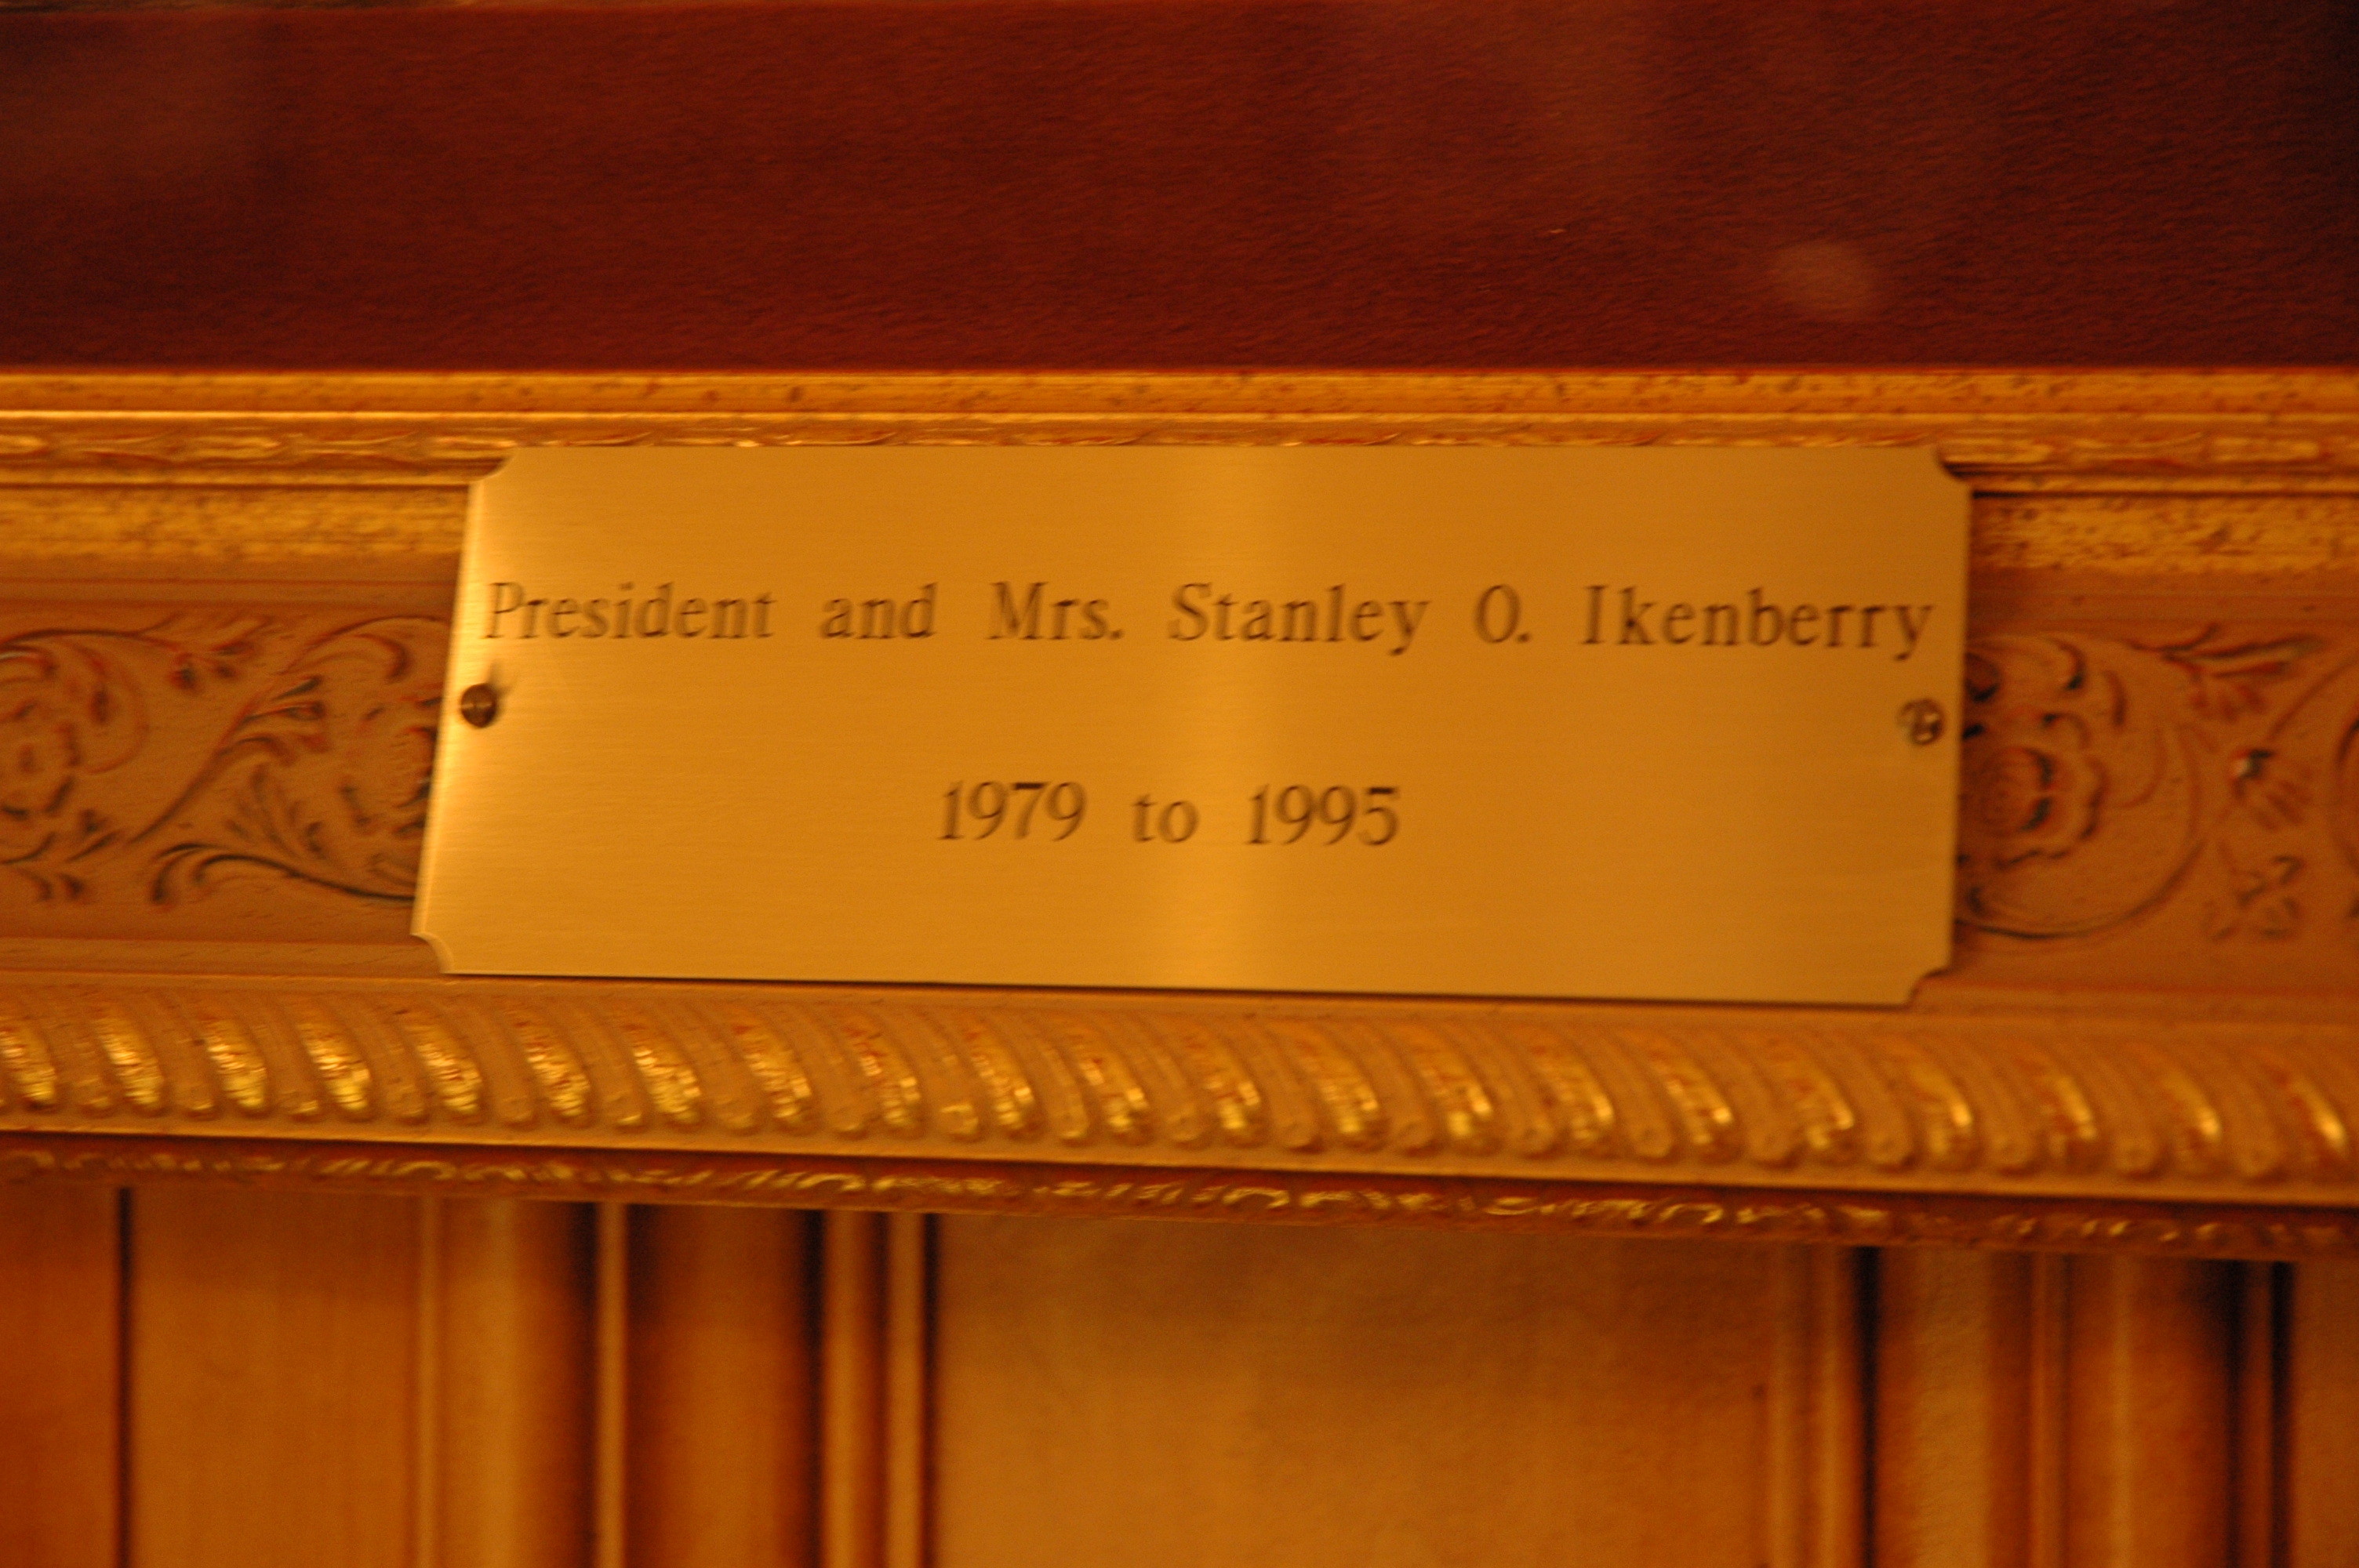 President and Mrs. Stanley O. Ikenberry
1979 to 1995